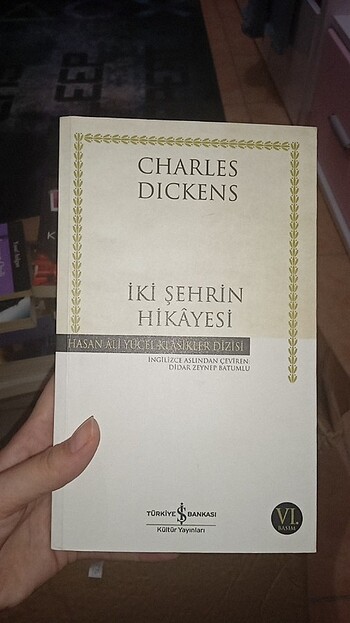 CHARLES
DICKENS
İKİ ŞEHRİN
HİKÂYESİ
HASAN ÂLİ YÜCEL KLASİKLER DİZİSİ
İNGİLİZCE ASLINDAN ÇEVİREN:
DİDAR ZEYNEP BATUMLU
TÜRKİYE İŞ BANKASI
Kültür Yayınları
VI.
BASIM